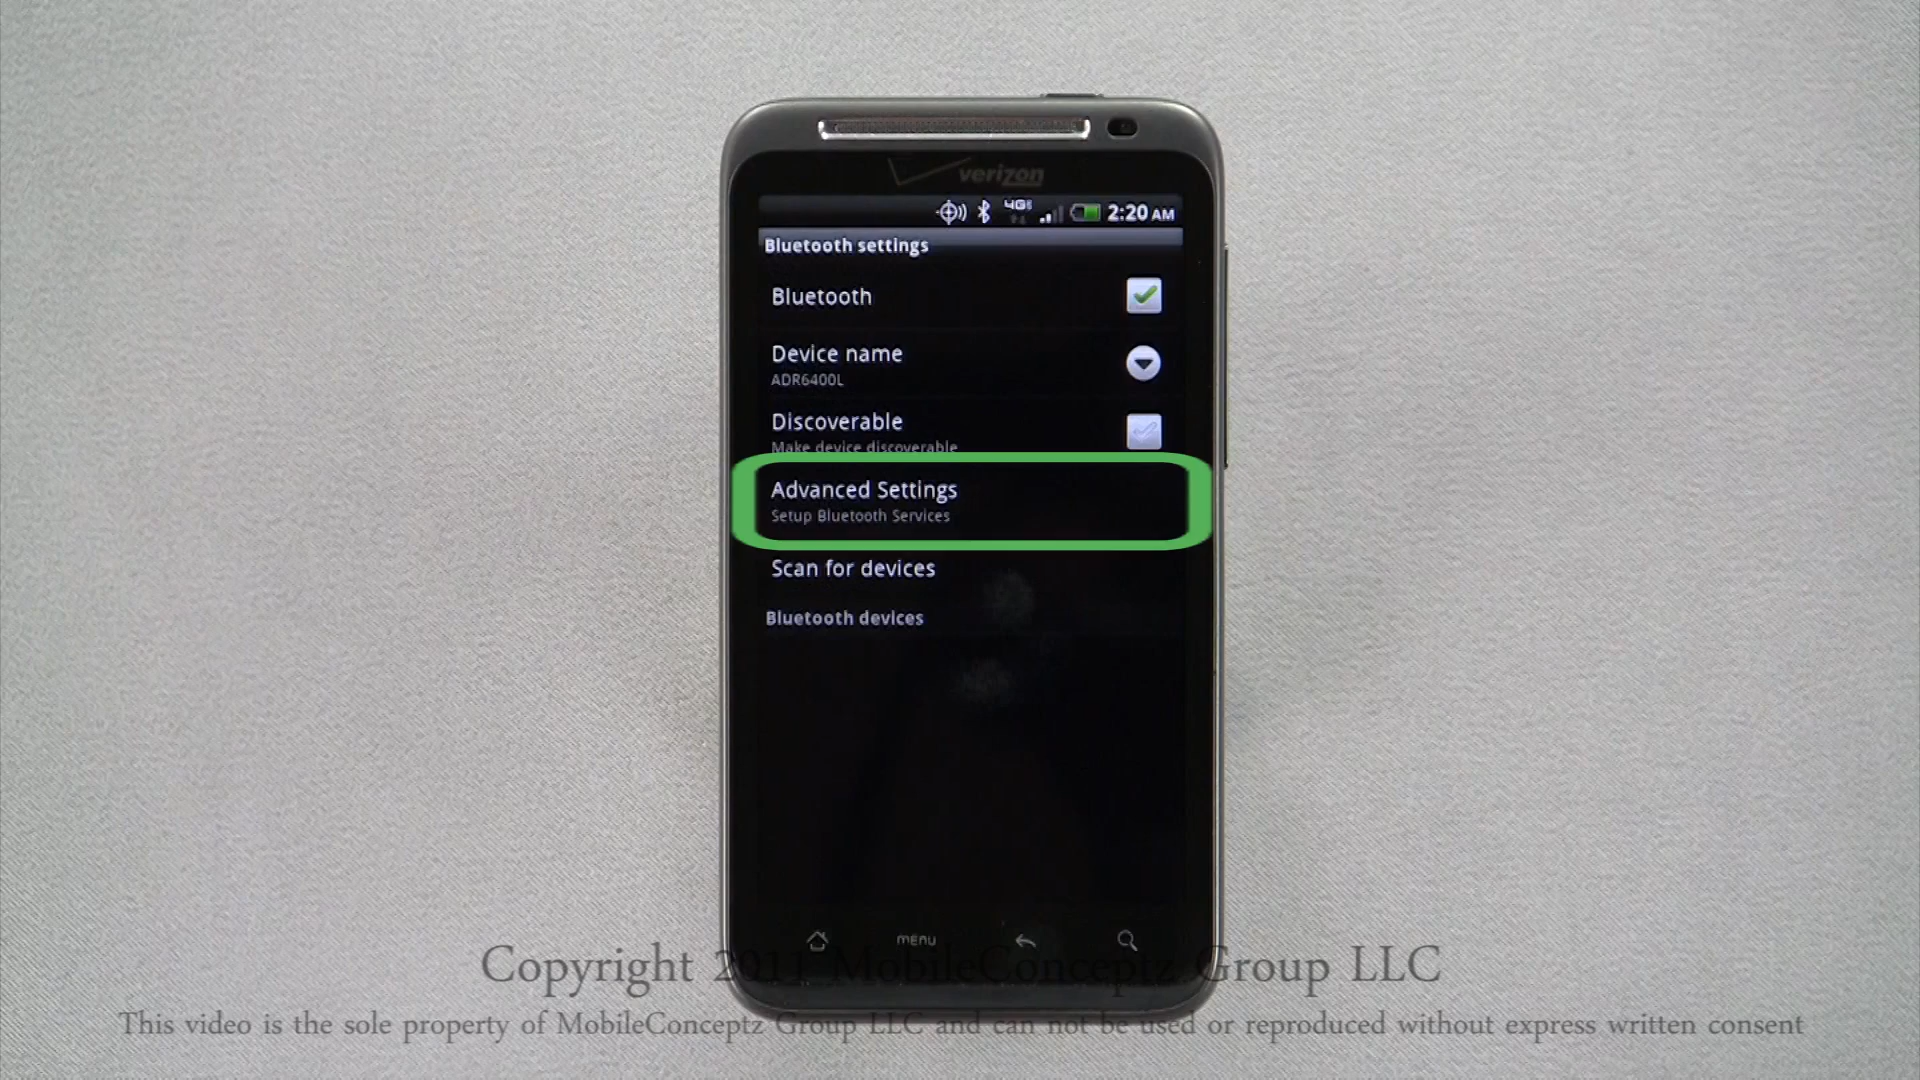 verizon
4G
2:20 AM
Bluetooth settings
Bluetooth
Device name
ADR6400L
Discoverable
Make device discoverable
Advanced Settings
Setup Bluetooth Services
Scan for devices
Bluetooth devices
MENU
Copyright 2011 MobileConceptz Group LLC
This video is the sole property of MobileConceptz Group LLC and can not be used or reproduced without express written consent